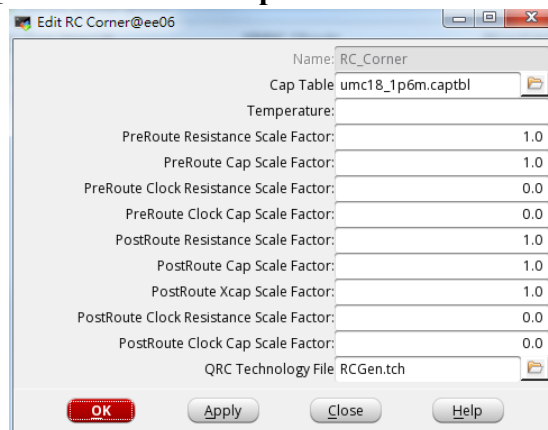 Edit RC Corner@ee06
Name: RC_Corner
Cap Table umc18_1p6m.captbl
Temperature:
PreRoute Resistance Scale Factor: 1.0
PreRoute Cap Scale Factor: 1.0
PreRoute Clock Resistance Scale Factor: 0.0
PreRoute Clock Cap Scale Factor: 0.0
PostRoute Resistance Scale Factor: 1.0
PostRoute Cap Scale Factor: 1.0
PostRoute Xcap Scale Factor: 1.0
PostRoute Clock Resistance Scale Factor: 0.0
PostRoute Clock Cap Scale Factor: 0.0
QRC Technology File RCGen.tch
OK Apply Close Help